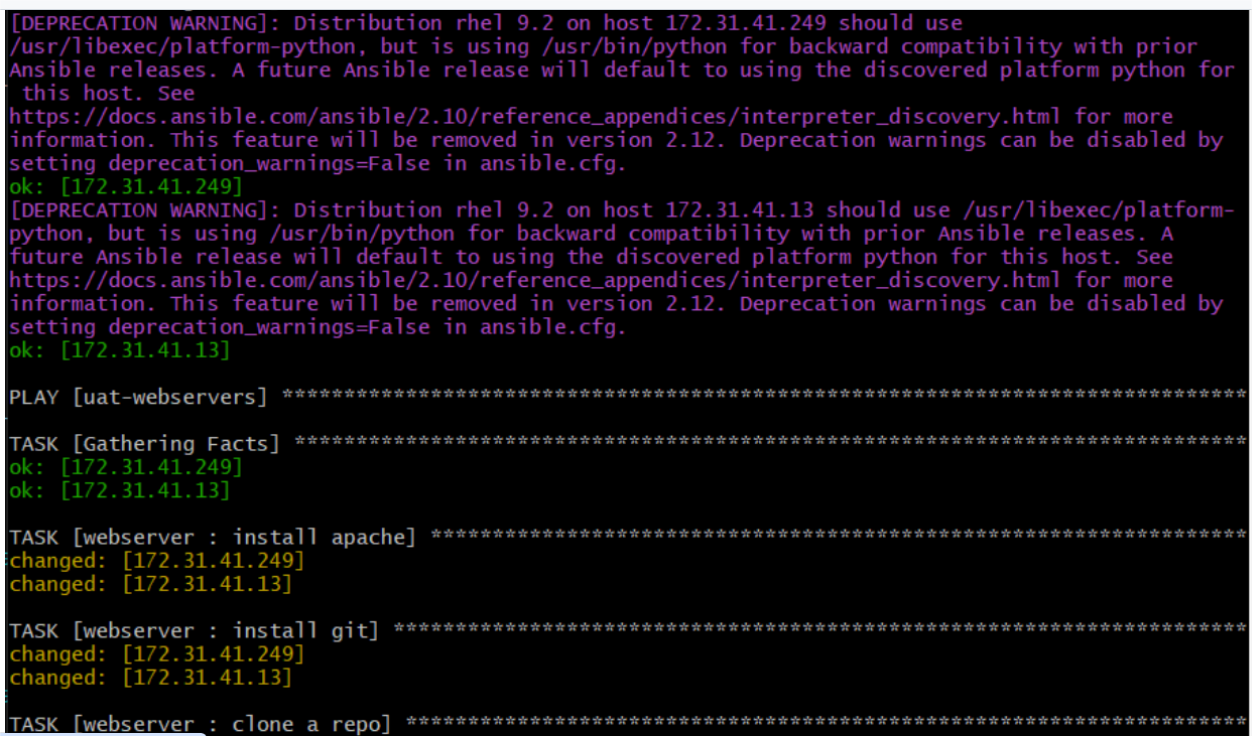 [DEPRECATION WARNING]: Distribution rhel 9.2 on host 172.31.41.249 should use
/usr/libexec/platform-python, but is using /usr/bin/python for backward compatibility with prior
Ansible releases. A future Ansible release will default to using the discovered platform python for
 this host. See
https://docs.ansible.com/ansible/2.10/reference_appendices/interpreter_discovery.html for more
information. This feature will be removed in version 2.12. Deprecation warnings can be disabled by
setting deprecation_warnings=False in ansible.cfg.
ok: [172.31.41.249]
[DEPRECATION WARNING]: Distribution rhel 9.2 on host 172.31.41.13 should use /usr/libexec/platform-
python, but is using /usr/bin/python for backward compatibility with prior Ansible releases. A
future Ansible release will default to using the discovered platform python for this host. See
https://docs.ansible.com/ansible/2.10/reference_appendices/interpreter_discovery.html for more
information. This feature will be removed in version 2.12. Deprecation warnings can be disabled by
setting deprecation_warnings=False in ansible.cfg.
ok: [172.31.41.13]
PLAY [uat-webservers] ******************************************************************************
TASK [Gathering Facts] *****************************************************************************
ok: [172.31.41.249]
ok: [172.31.41.13]
TASK [webserver : install apache] ******************************************************************
changed: [172.31.41.249]
changed: [172.31.41.13]
TASK [webserver : install git] *********************************************************************
changed: [172.31.41.249]
changed: [172.31.41.13]
TASK [webserver : clone a repo] ********************************************************************